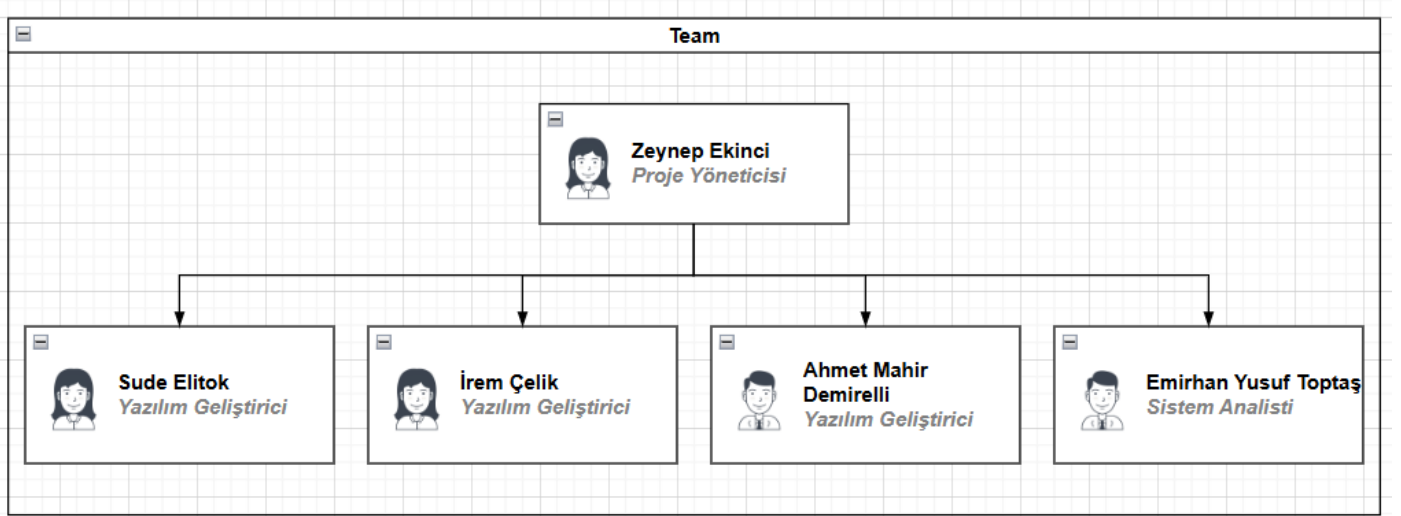 Team
Zeynep Ekinci
Proje Yöneticisi
Sude Elitok
Yazılım Geliştirici
İrem Çelik
Yazılım Geliştirici
Ahmet Mahir
Demirelli
Yazılım Geliştirici
Emirhan Yusuf Toptaş
Sistem Analisti